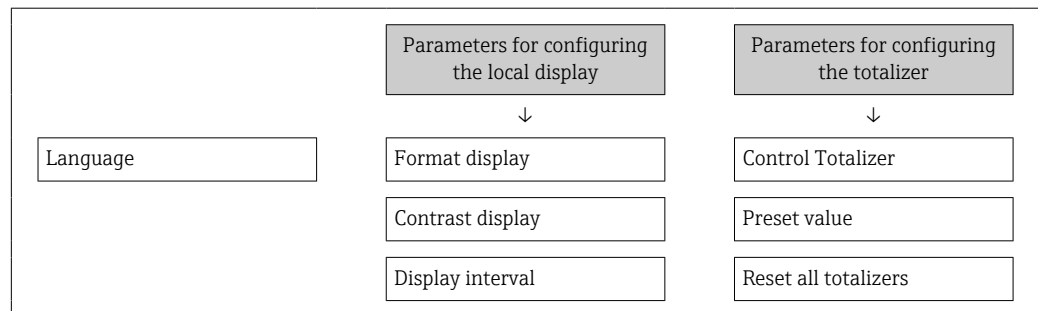 Parameters for configuring
the local display
Parameters for configuring
the totalizer
↓
↓
Language
Format display
Control Totalizer
Contrast display
Preset value
Display interval
Reset all totalizers